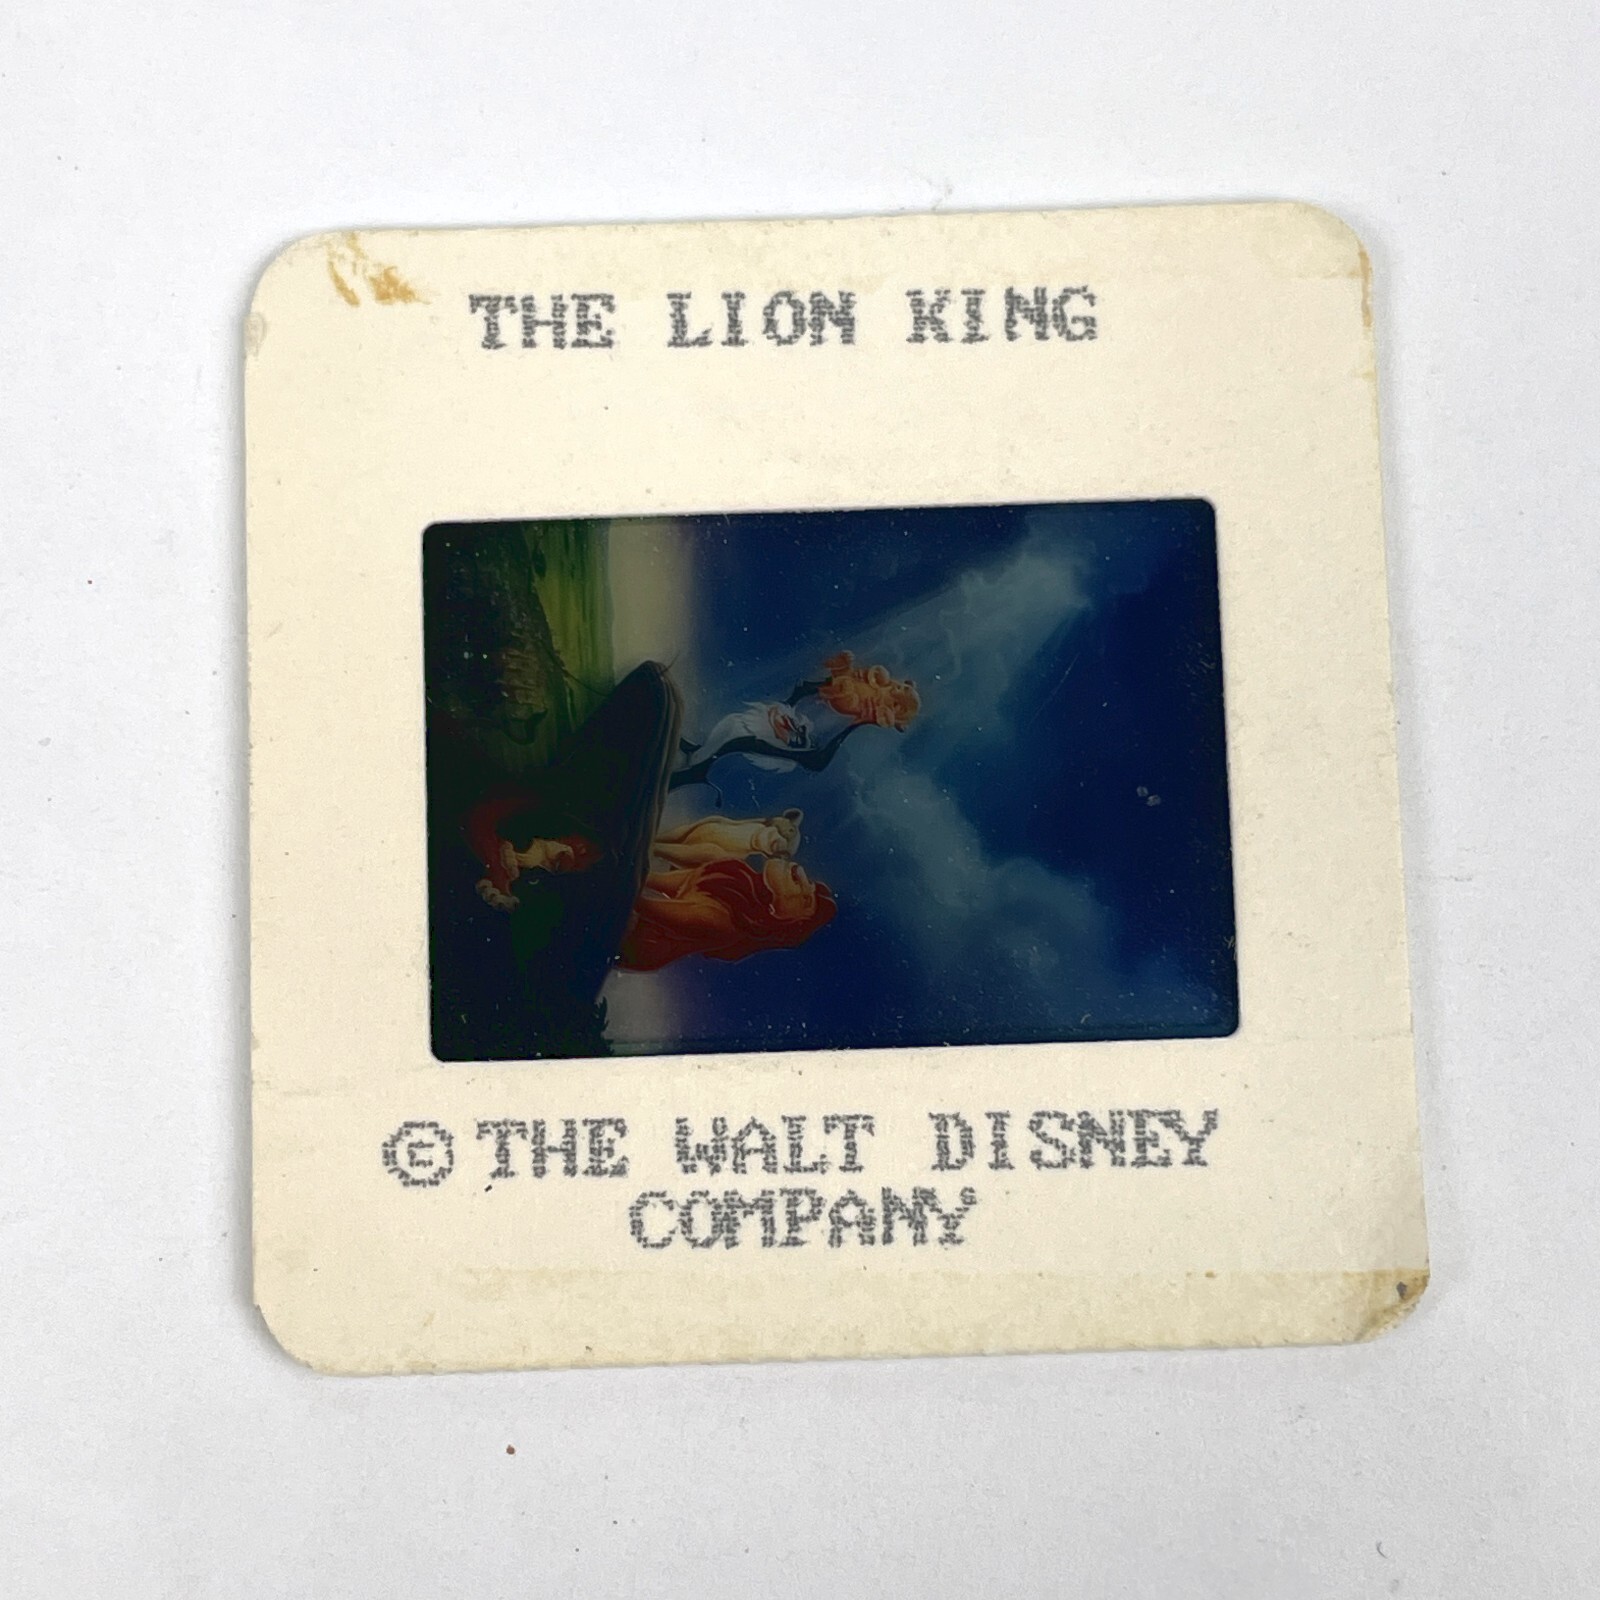 THE LION KING
© THE WALT DISNEY
COMPANY